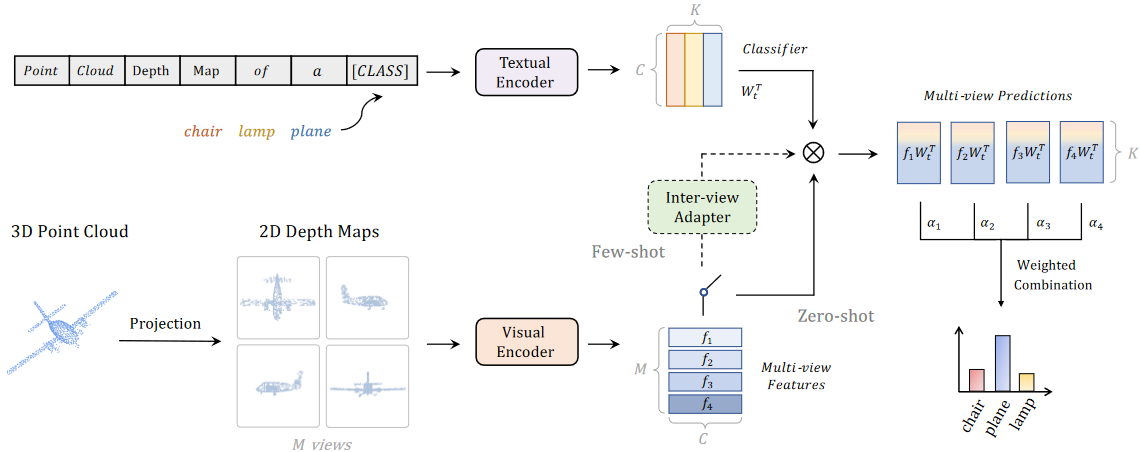 Point Cloud Depth Map of a [CLASS]
chair lamp plane
Textual
Encoder
K
C
Classifier
W_t^T
Multi-view Predictions
f_1W_t^T f_2W_t^T f_3W_t^T f_4W_t^T
K
α_1 α_2 α_3 α_4
Weighted
Combination
Inter-view
Adapter
Few-shot
Zero-shot
3D Point Cloud
2D Depth Maps
Projection
M views
Visual
Encoder
M
f_1
f_2
f_3
f_4
C
Multi-view
Features
chair
plane
lamp